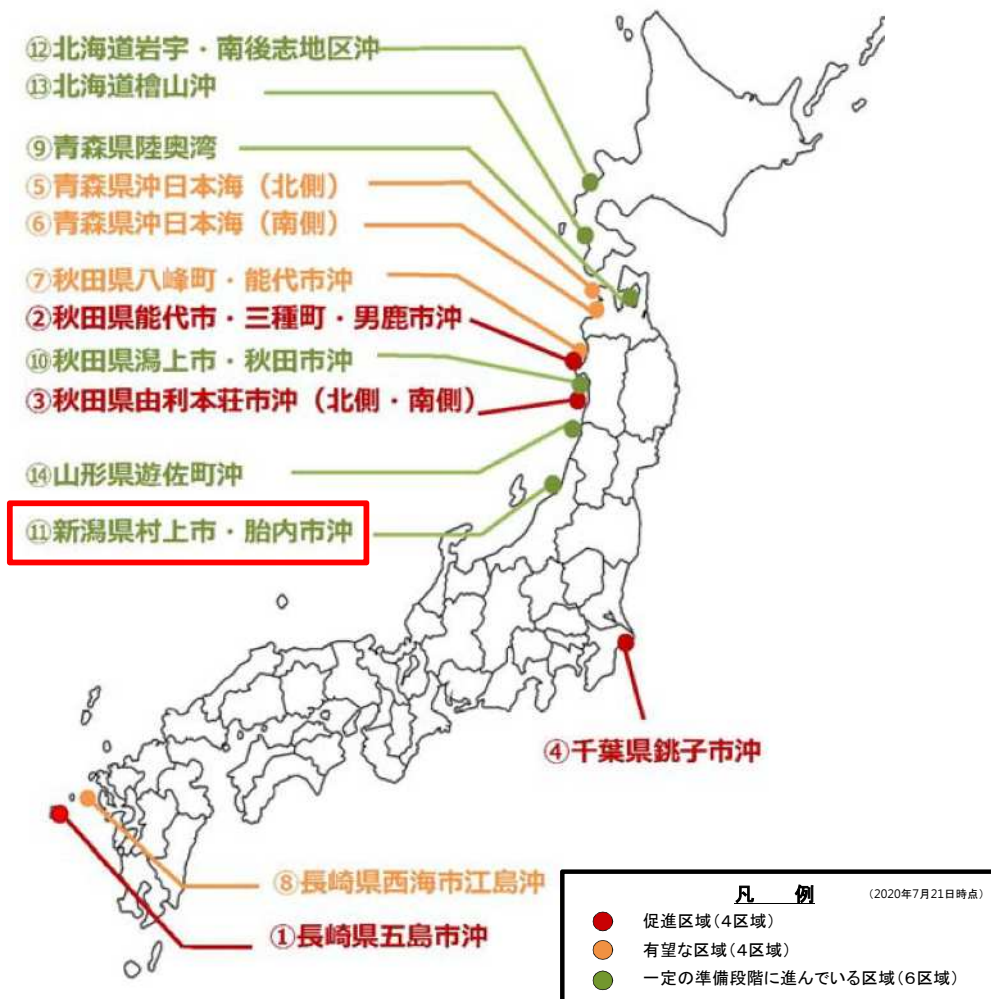 ⑫北海道岩宇・南後志地区沖
⑬北海道檜山沖
⑨青森県陸奥湾
⑤青森県沖日本海（北側）
⑥青森県沖日本海（南側）
⑦秋田県八峰町・能代市沖
②秋田県能代市・三種町・男鹿市沖
⑩秋田県潟上市・秋田市沖
③秋田県由利本荘市沖（北側・南側）
⑭山形県遊佐町沖
⑪新潟県村上市・胎内市沖
④千葉県銚子市沖
⑧長崎県西海市江島沖
①長崎県五島市沖
凡　例 (2020年7月21日時点)
促進区域(4区域)
有望な区域(4区域)
一定の準備段階に進んでいる区域(6区域)